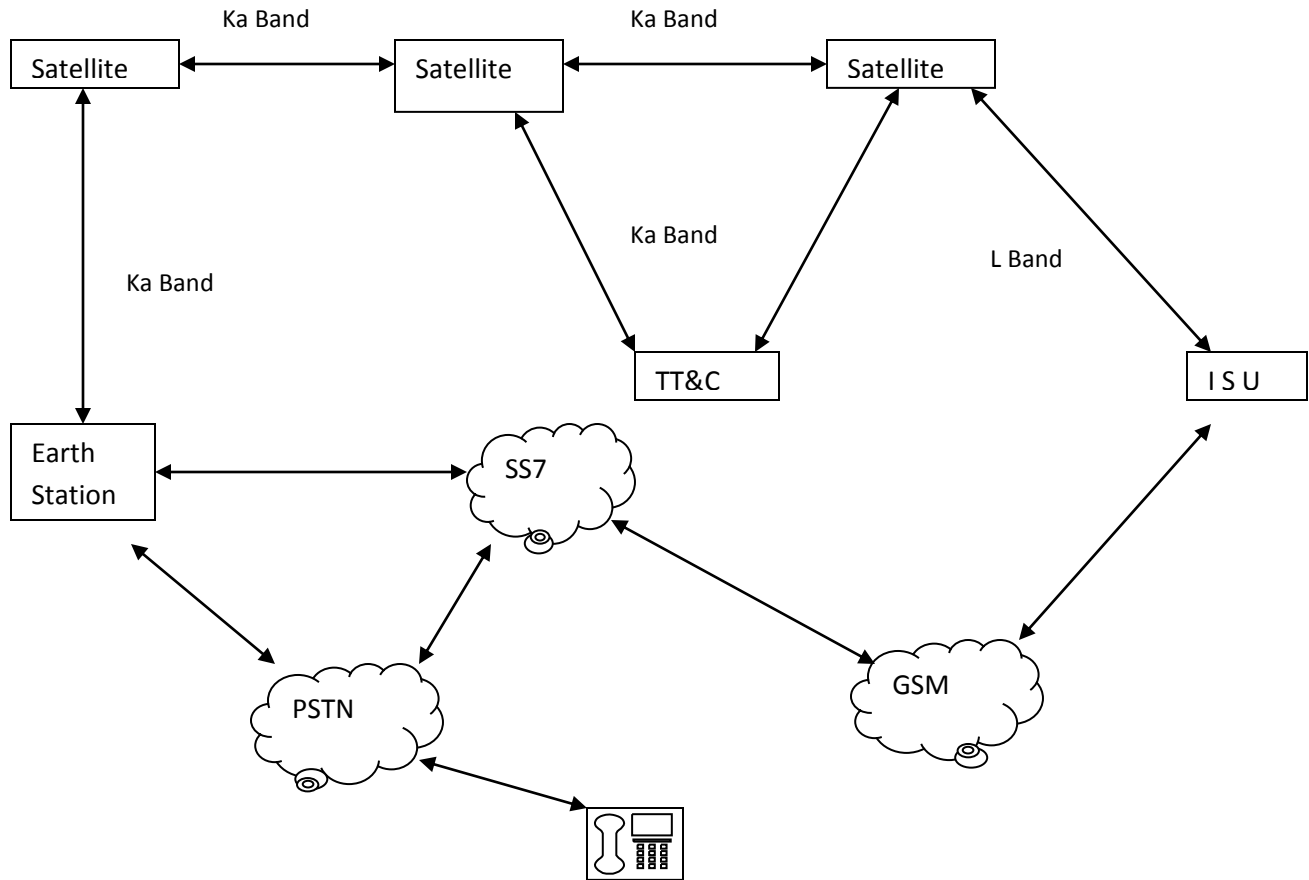 Ka Band
Ka Band
Satellite
Satellite
Satellite
Ka Band
L Band
Ka Band
TT&C
I S U
Earth
Station
SS7
GSM
PSTN